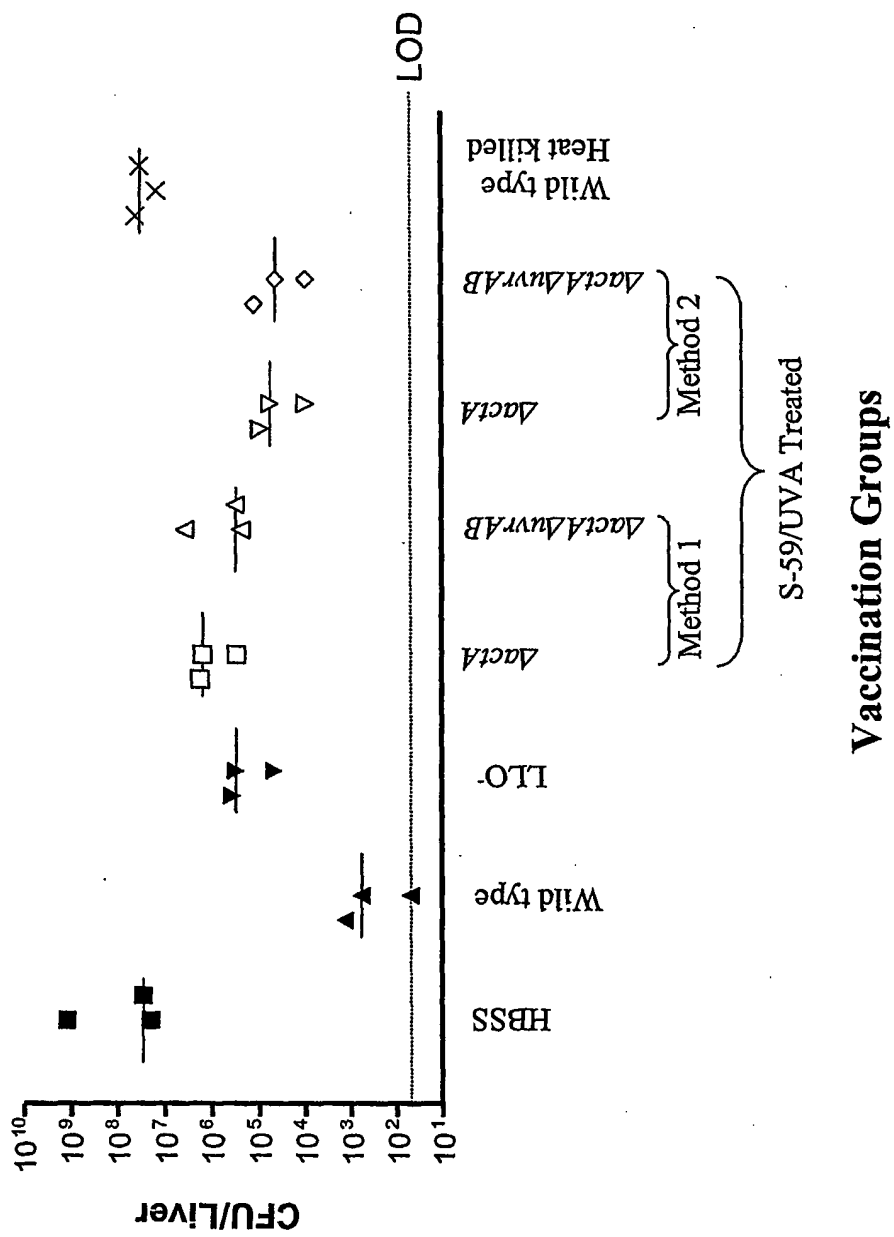 CFU/Liver
10¹⁰
10⁹
10⁸
10⁷
10⁶
10⁵
10⁴
10³
10²
10¹
LOD
HBSS
Wild type
LLO⁻
ΔactA
ΔactAΔuvrAB
ΔactA
ΔactAΔuvrAB
Wild type
Heat killed
Method 1
Method 2
S-59/UVA Treated
Vaccination Groups